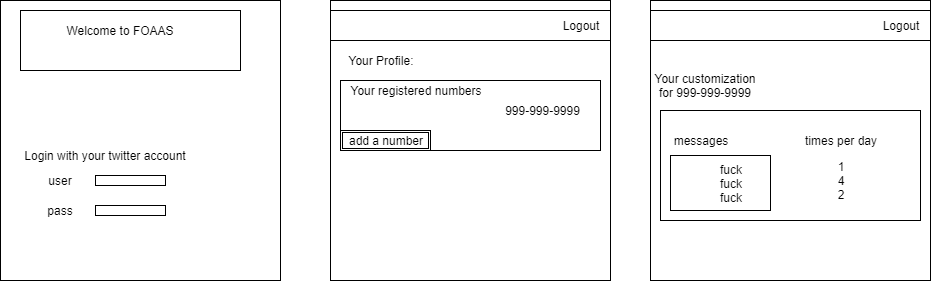 Welcome to FOAAS
Login with your twitter account
user
pass
Logout
Your Profile:
Your registered numbers
999-999-9999
add a number
Logout
Your customization
for 999-999-9999
messages times per day
fuck 1
fuck 4
fuck 2